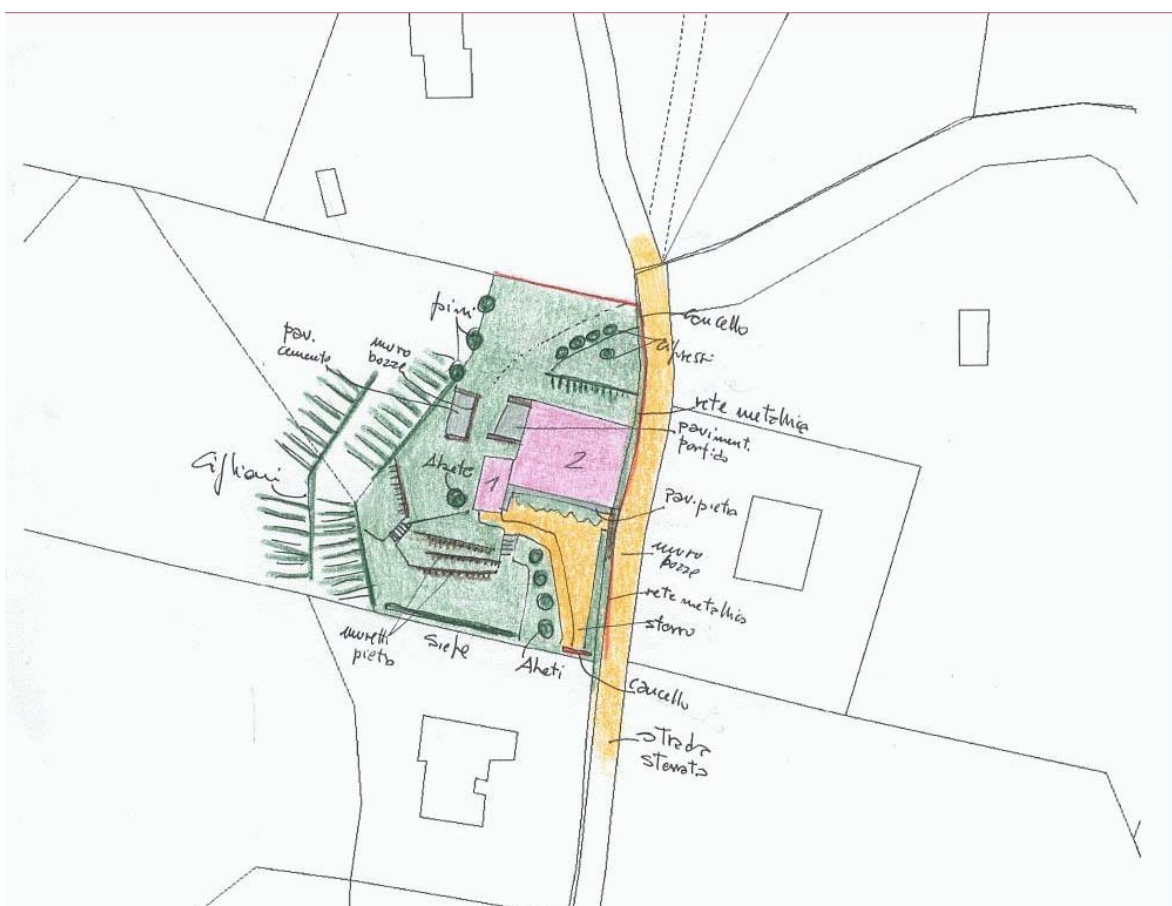 pini
cancello
cipressi
pav.
cemento
muro
bozze
rete metallica
paviment.
porfido
Abete
2
1
Ciglioni
pav. pietra
muro
bozze
rete metallica
sterro
muretti
pietra
Siepe
Abeti
cancello
strada
sterrata